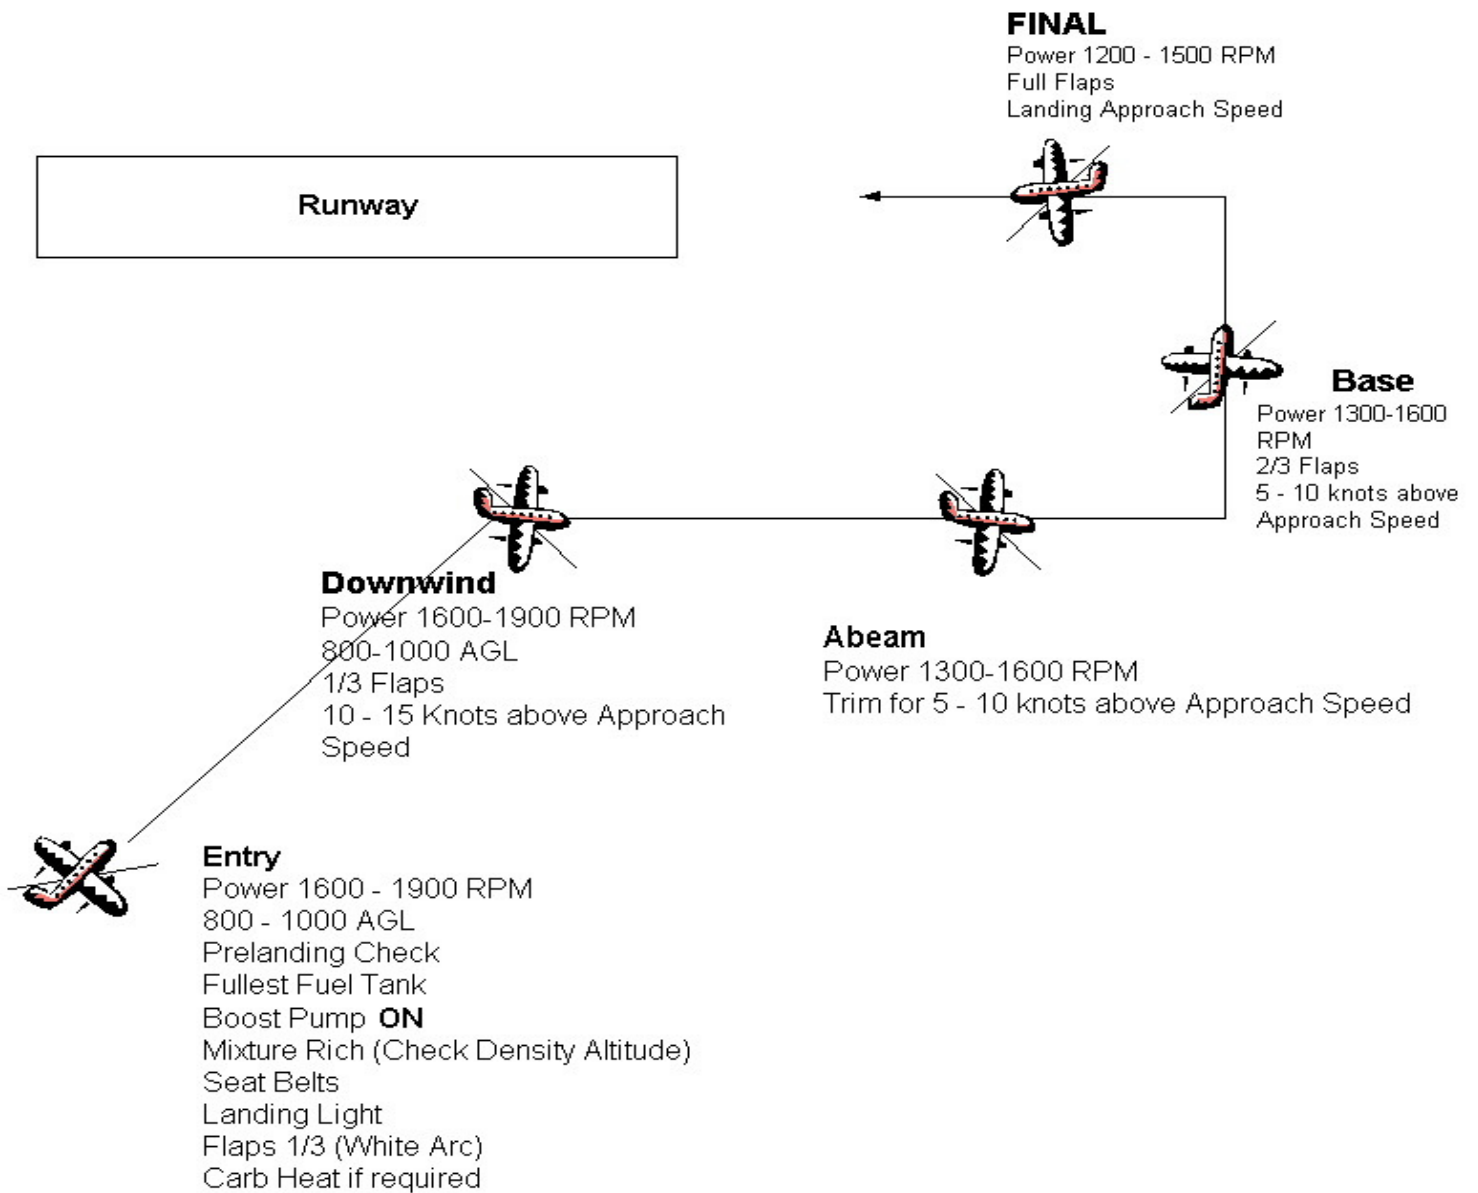 FINAL
Power 1200 - 1500 RPM
Full Flaps
Landing Approach Speed
Runway
Base
Power 1300-1600
RPM
2/3 Flaps
5 - 10 knots above
Approach Speed
Downwind
Power 1600-1900 RPM
800-1000 AGL
1/3 Flaps
10 - 15 Knots above Approach
Speed
Abeam
Power 1300-1600 RPM
Trim for 5 - 10 knots above Approach Speed
Entry
Power 1600 - 1900 RPM
800 - 1000 AGL
Prelanding Check
Fullest Fuel Tank
Boost Pump ON
Mixture Rich (Check Density Altitude)
Seat Belts
Landing Light
Flaps 1/3 (White Arc)
Carb Heat if required